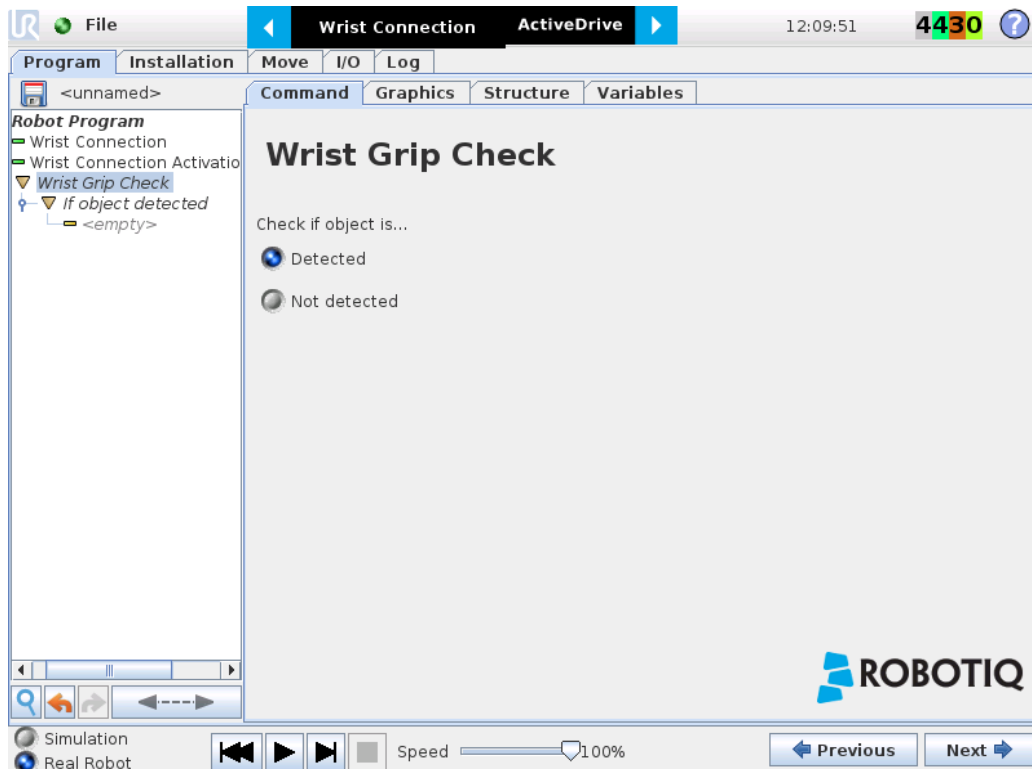 File
Wrist Connection
ActiveDrive
12:09:51
4430
?
Program
Installation
Move
I/O
Log
<unnamed>
Command
Graphics
Structure
Variables
Robot Program
Wrist Connection
Wrist Connection Activatio
Wrist Grip Check
If object detected
<empty>
Wrist Grip Check
Check if object is...
Detected
Not detected
ROBOTIQ
Simulation
Real Robot
Speed
100%
Previous
Next